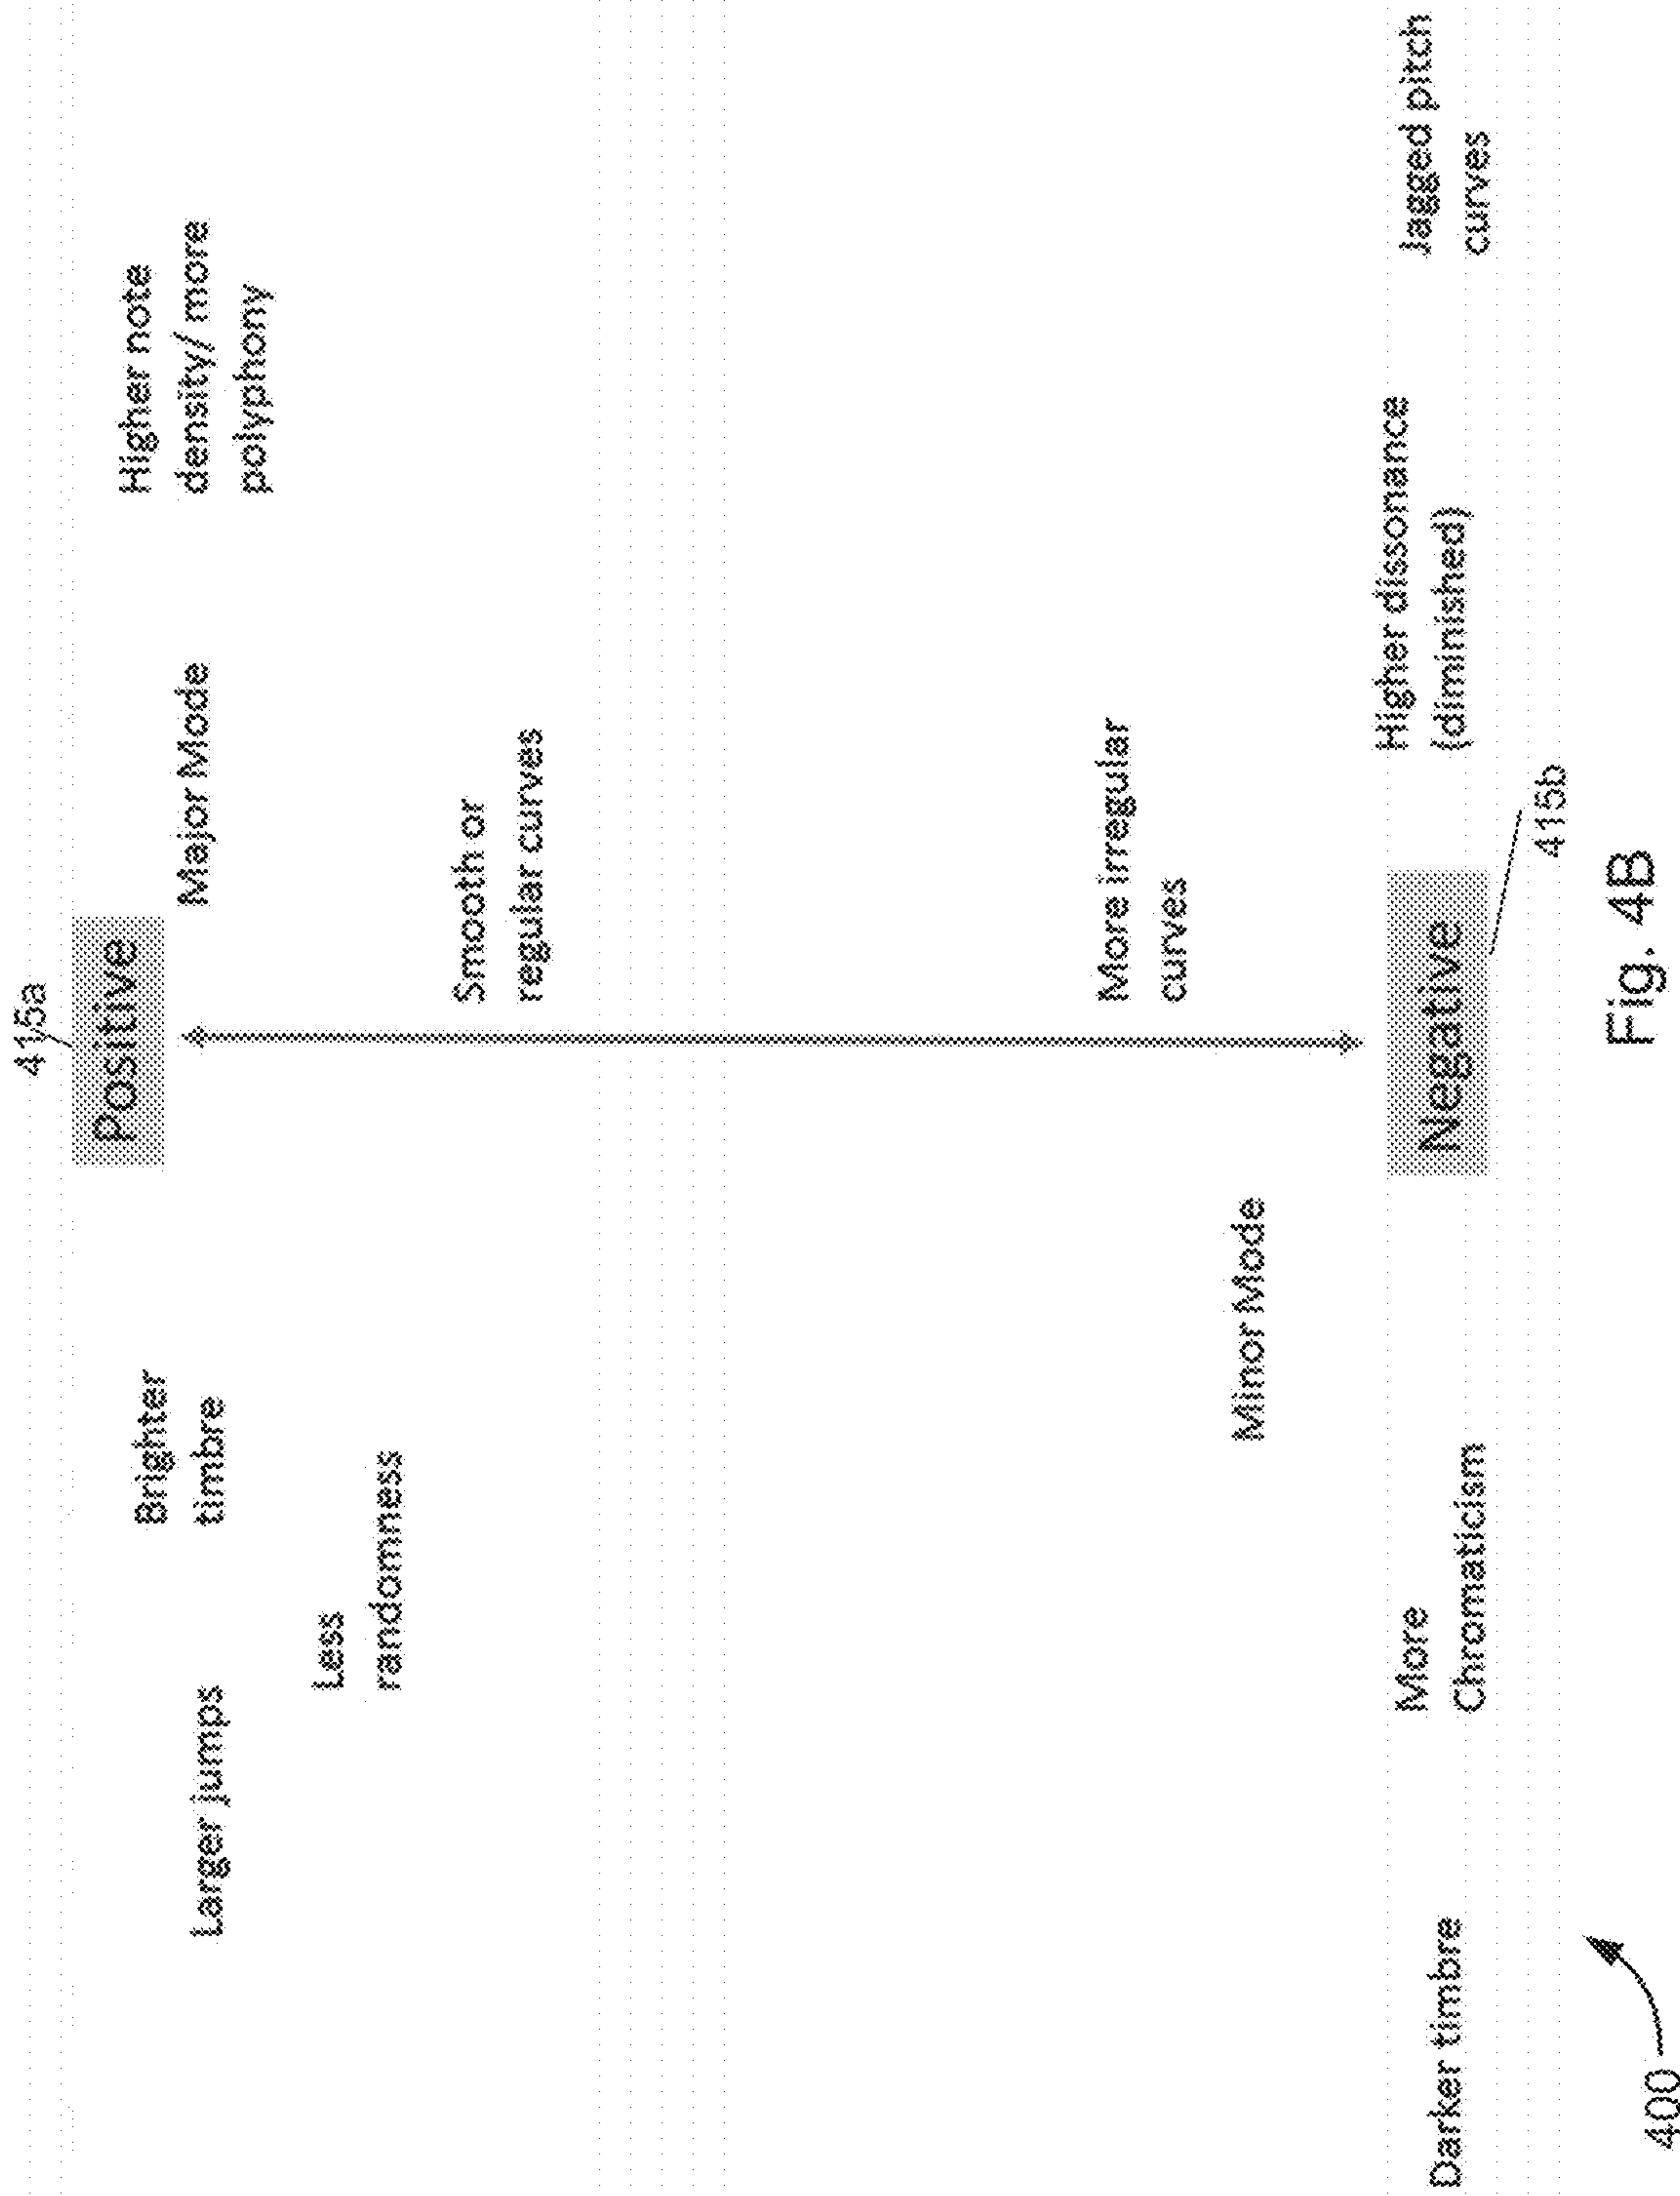 415a
Positive
Larger jumps
Brighter
timbre
Less
randomness
Major Mode
Higher note
density/ more
polyphony
Smooth or
regular curves
More irregular
curves
Minor Mode
Darker timbre
More
Chromaticism
Negative
415b
Higher dissonance
(diminished)
Jagged pitch
curves
400
Fig. 4B